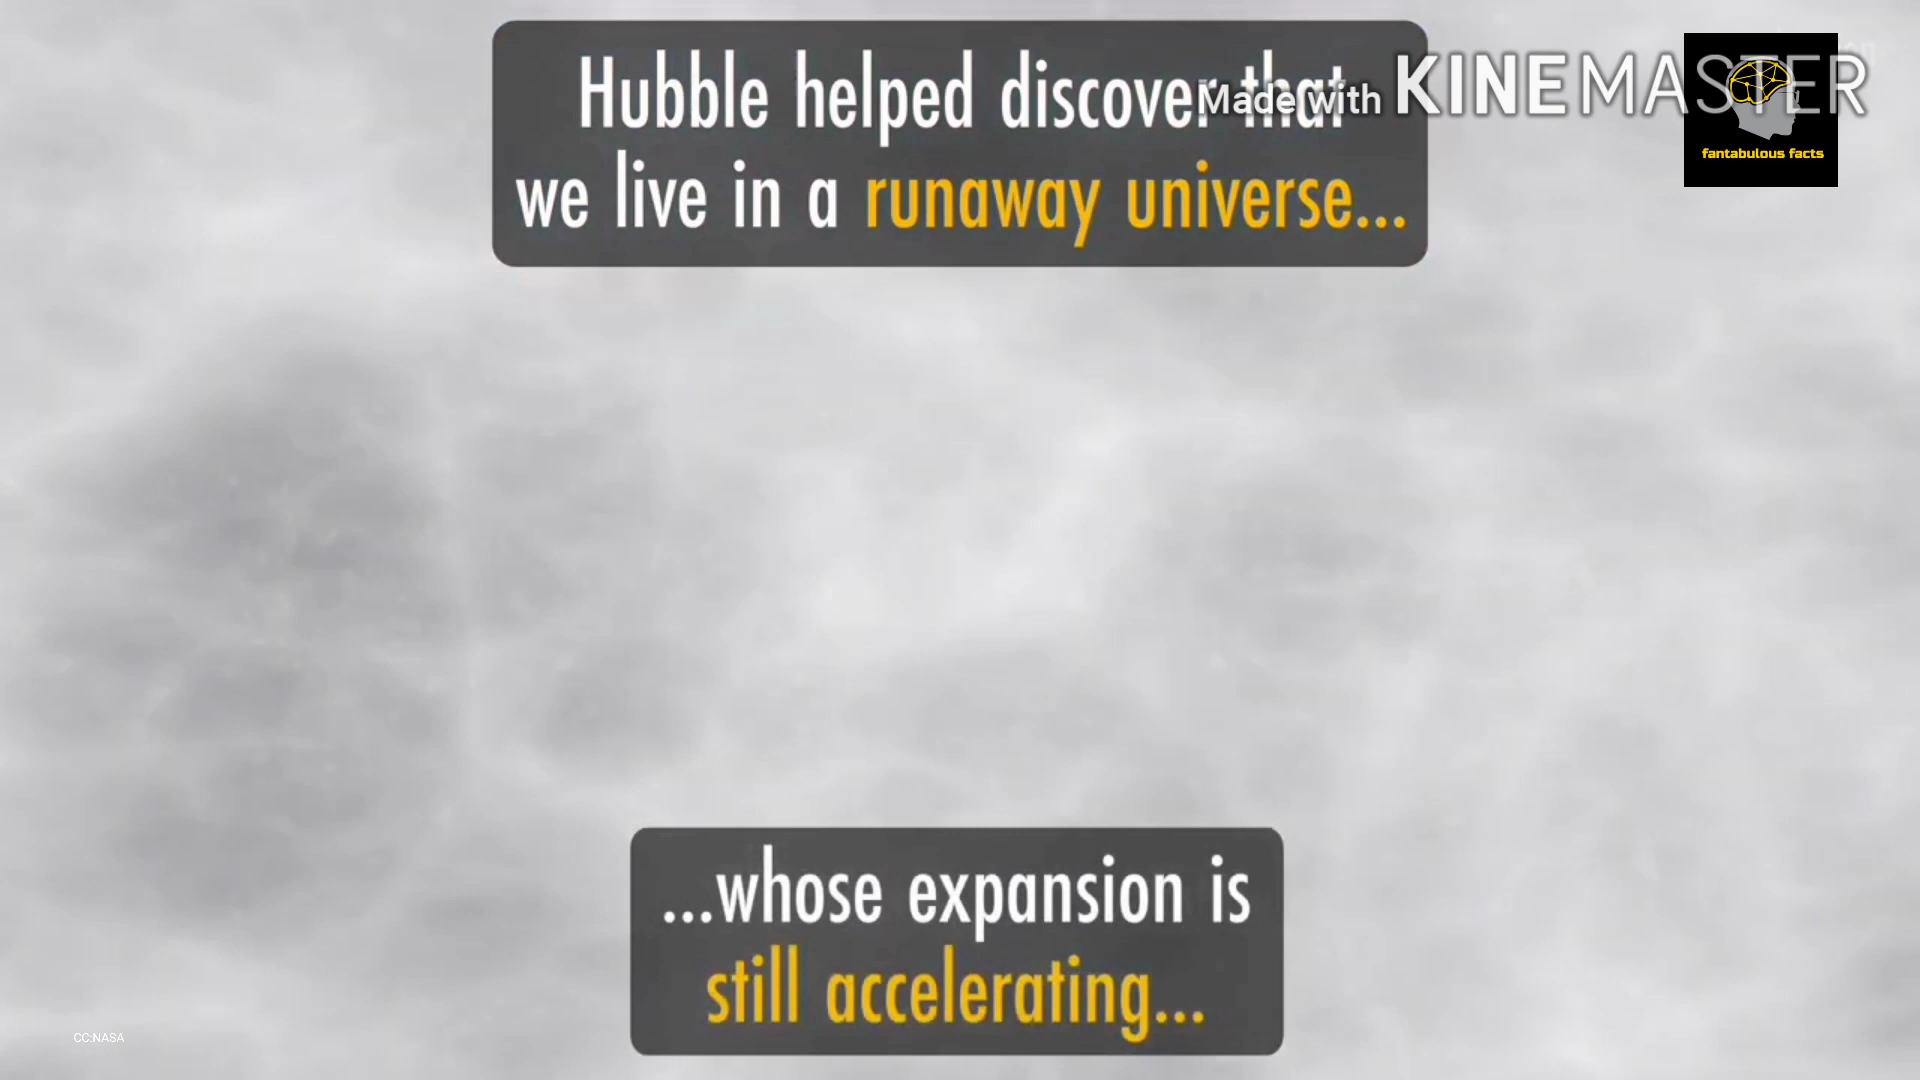 Hubble helped discover that
we live in a runaway universe...
Made with KINEMASTER
fantabulous facts
...whose expansion is
still accelerating...
CC:NASA